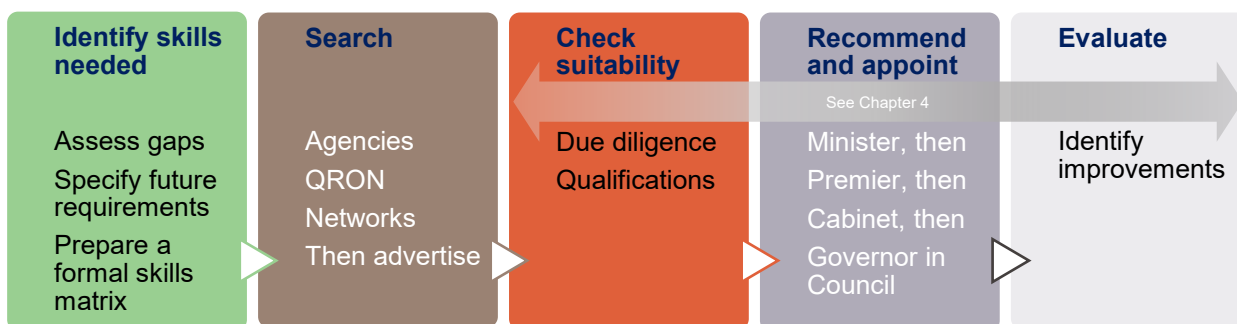 Identify skills
needed
Assess gaps
Specify future
requirements
Prepare a
formal skills
matrix
Search
Agencies
QRON
Networks
Then advertise
Check
suitability
Due diligence
Qualifications
Recommend
and appoint
See Chapter 4
Minister, then
Premier, then
Cabinet, then
Governor in
Council
Evaluate
Identify
improvements